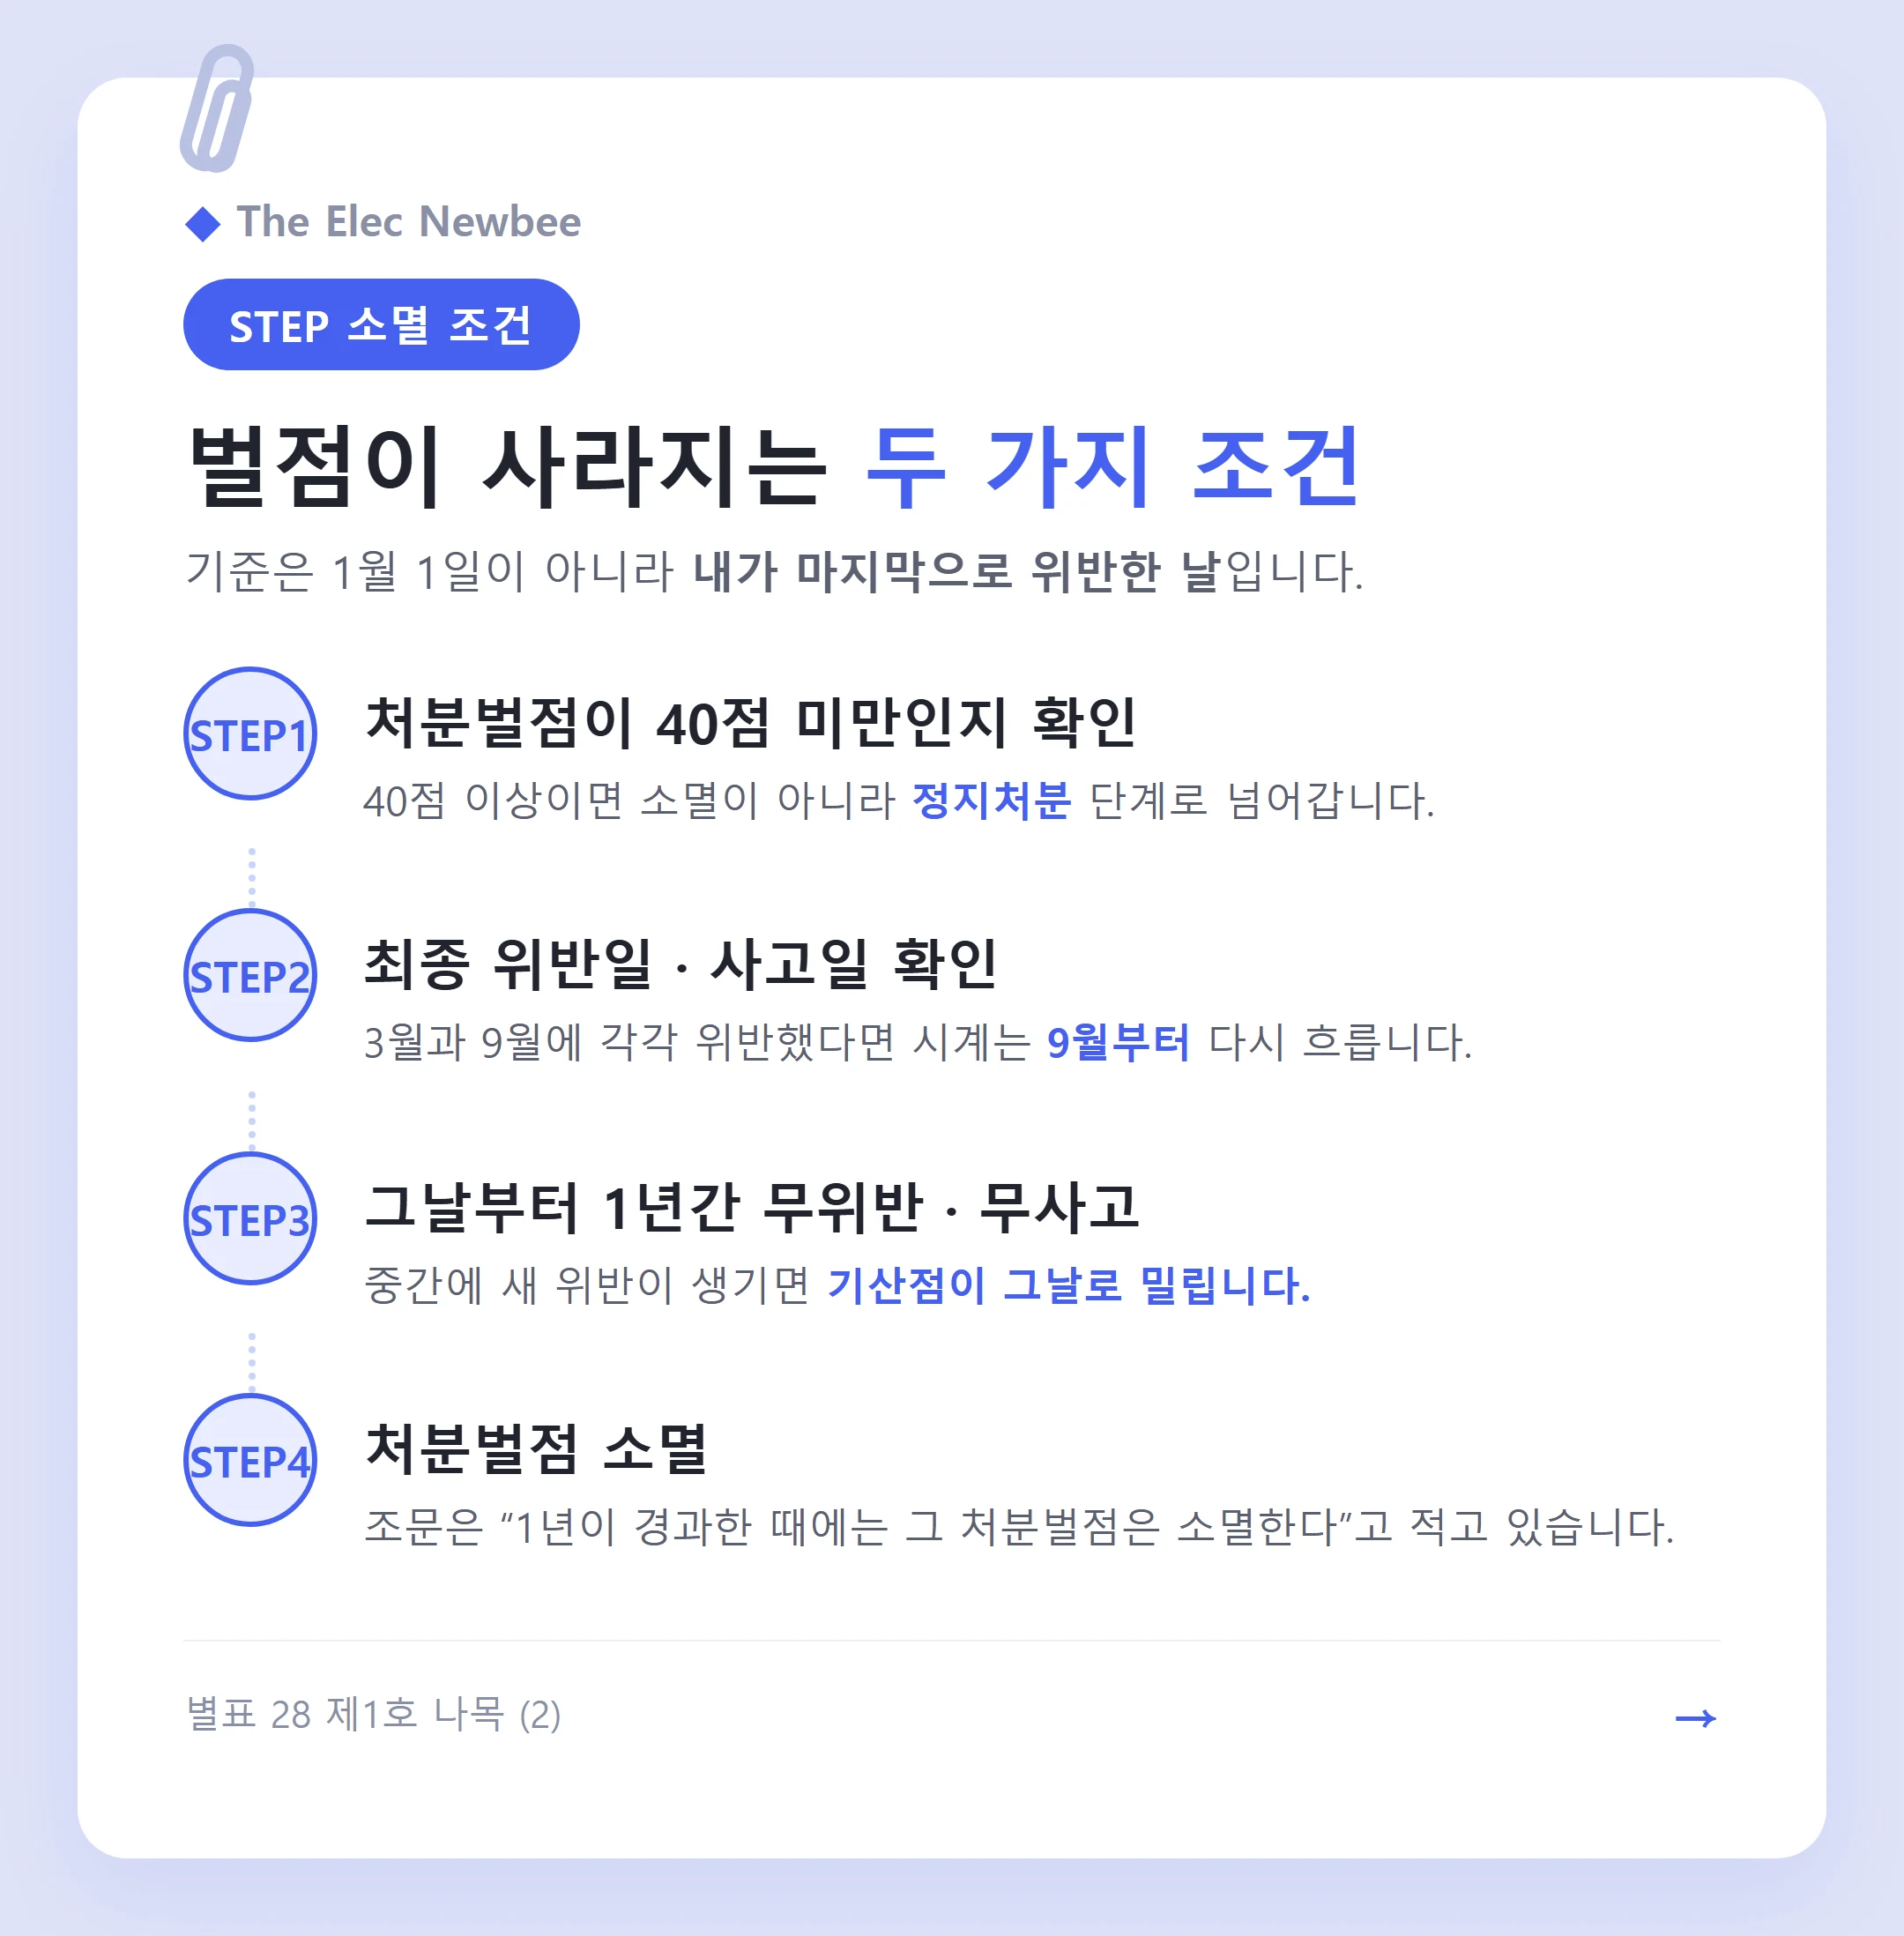 ◆ The Elec Newbee
STEP 소멸 조건
벌점이 사라지는 두 가지 조건
기준은 1월 1일이 아니라 내가 마지막으로 위반한 날입니다.
STEP1
처분벌점이 40점 미만인지 확인
40점 이상이면 소멸이 아니라 정지처분 단계로 넘어갑니다.
STEP2
최종 위반일 · 사고일 확인
3월과 9월에 각각 위반했다면 시계는 9월부터 다시 흐릅니다.
STEP3
그날부터 1년간 무위반 · 무사고
중간에 새 위반이 생기면 기산점이 그날로 밀립니다.
STEP4
처분벌점 소멸
조문은 “1년이 경과한 때에는 그 처분벌점은 소멸한다”고 적고 있습니다.
별표 28 제1호 나목 (2)
→